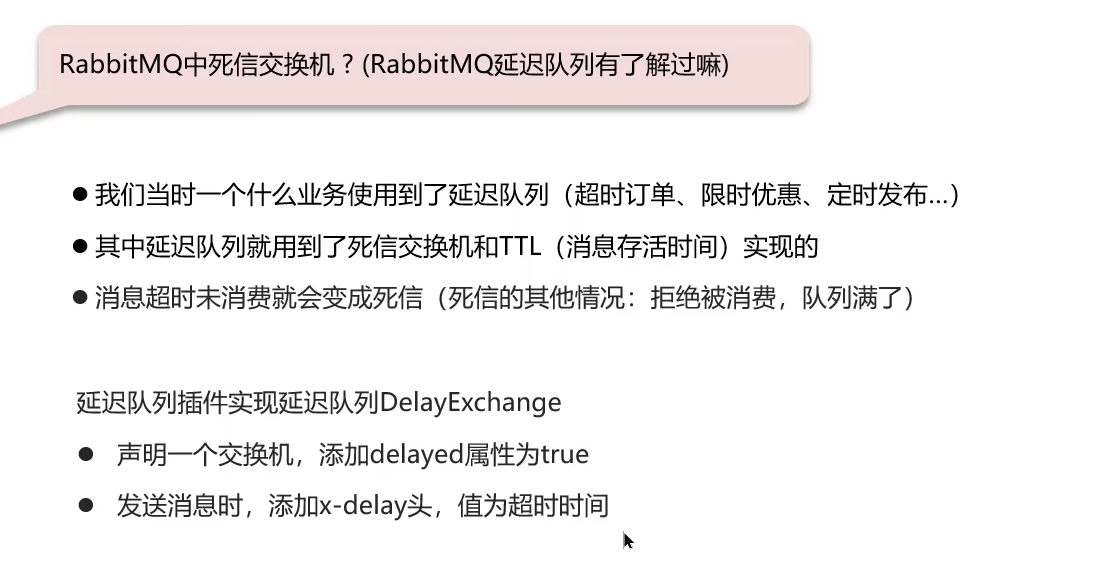 RabbitMQ中死信交换机？(RabbitMQ延迟队列有了解过嘛)
● 我们当时一个什么业务使用到了延迟队列（超时订单、限时优惠、定时发布...）
● 其中延迟队列就用到了死信交换机和TTL（消息存活时间）实现的
● 消息超时未消费就会变成死信（死信的其他情况：拒绝被消费，队列满了）
延迟队列插件实现延迟队列DelayExchange
● 声明一个交换机，添加delayed属性为true
● 发送消息时，添加x-delay头，值为超时时间